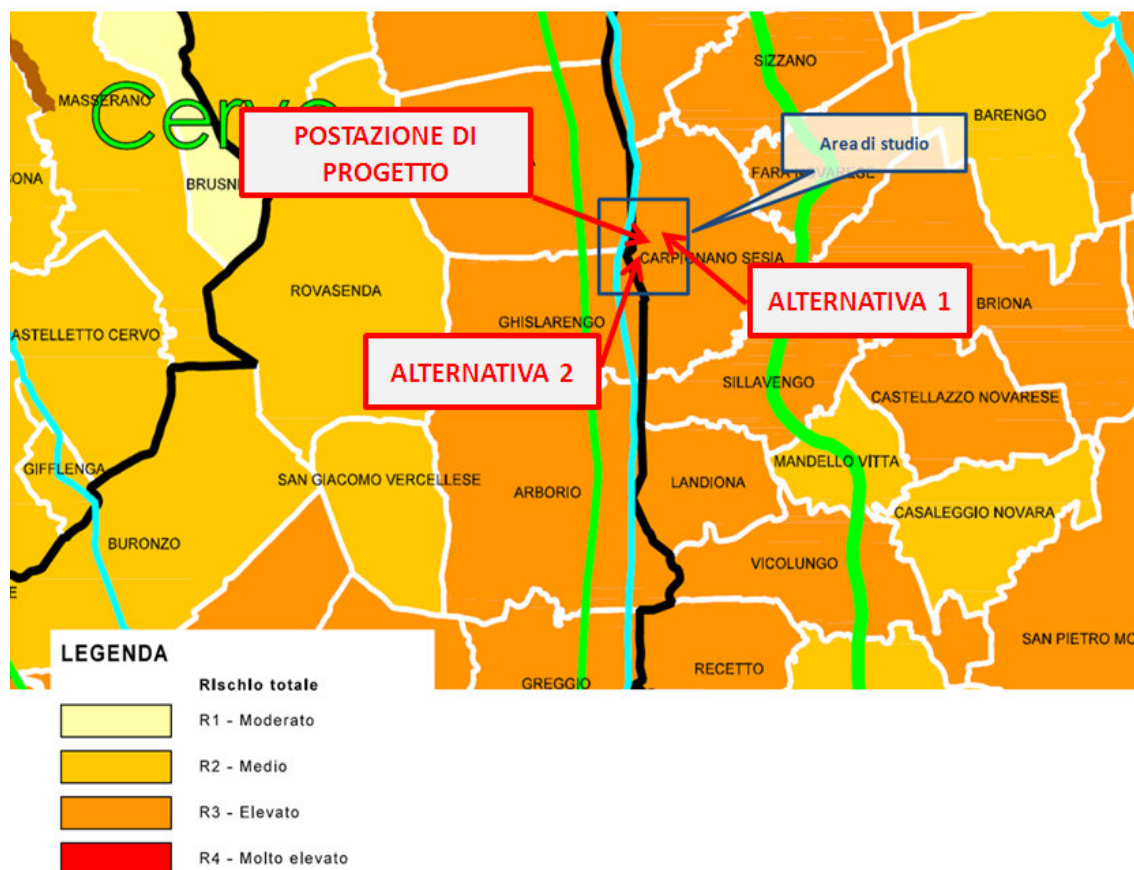 SIZZANO
MASSERANO
BARENGO
Cervo
POSTAZIONE DI
PROGETTO
Area di studio
FARA NOVARESE
BRUSN
CARPIGNANO SESIA
ROVASENDA
ALTERNATIVA 1
BRIONA
GHISLARENGO
ASTELLETTO CERVO
ALTERNATIVA 2
SILLAVENGO
CASTELLAZZO NOVARESE
GIFFLENGA
MANDELLO VITTA
SAN GIACOMO VERCELLESE
LANDIONA
ARBORIO
CASALEGGIO NOVARA
BURONZO
VICOLUNGO
E
SAN PIETRO MO
RECETTO
GREGGIO
LEGENDA
Rischio totale
R1 - Moderato
R2 - Medio
R3 - Elevato
R4 - Molto elevato